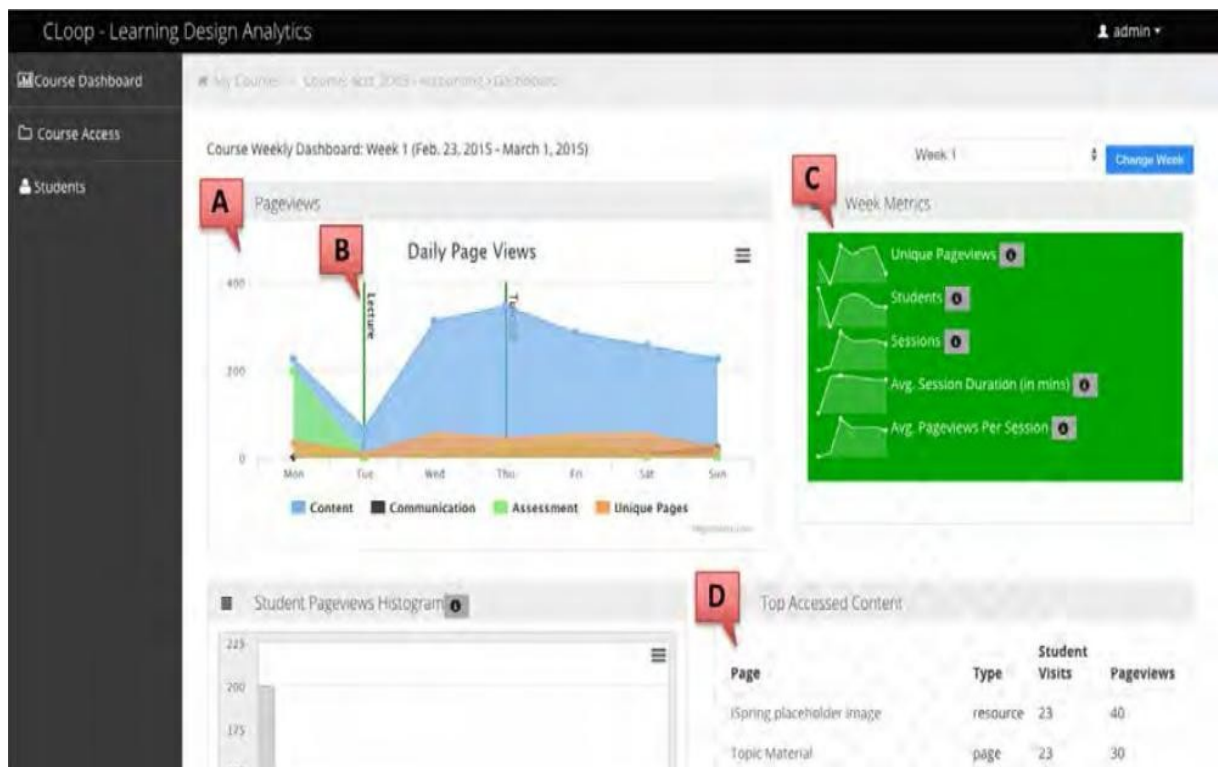 CLoop - Learning Design Analytics
admin
Course Dashboard
Course Access
Students
My Courses
Dashboard
Course Weekly Dashboard: Week 1 (Feb. 23, 2015 - March 1, 2015)
Week 1
Change Week
A
Pageviews
B
Daily Page Views
400
200
0
Lecture
Mon
Tue
Wed
Thu
Fri
Sat
Sun
Content
Communication
Assessment
Unique Pages
C
Week Metrics
Unique Pageviews
Students
Sessions
Avg. Session Duration (in mins)
Avg. Pageviews Per Session
Student Pageviews Histogram
225
200
175
D
Top Accessed Content
Page Type Student Visits Pageviews
iSpring placeholder image resource 23 40
Topic Material page 23 30